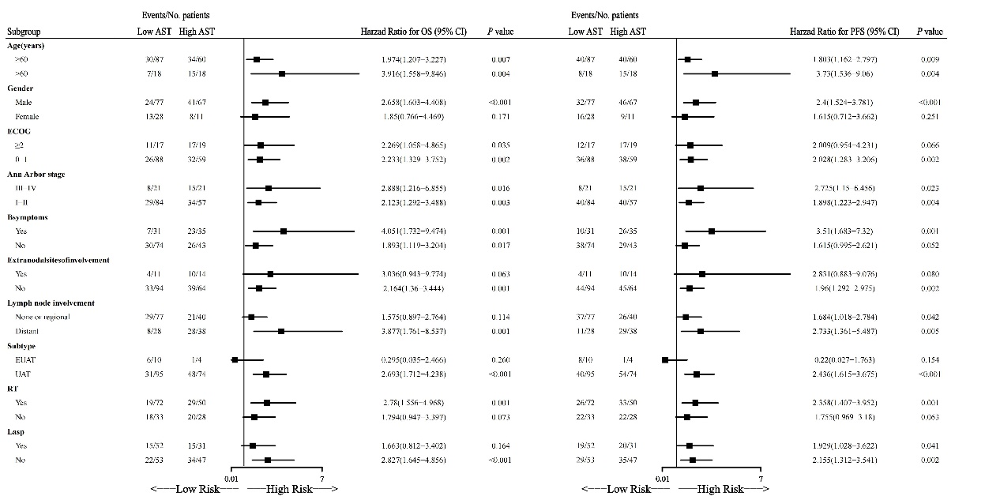 Events/No. patients Events/No. patients
Subgroup Low AST High AST Harzad Ratio for OS (95% CI) P value Low AST High AST Harzad Ratio for PFS (95% CI) P value
Age(years)
>60 30/87 34/60 1.974(1.207−3.227) 0.007 40/87 40/60 1.803(1.162−2.797) 0.009
>60 7/18 15/18 3.916(1.558−9.846) 0.004 8/18 15/18 3.73(1.536−9.06) 0.004
Gender
Male 24/77 41/67 2.658(1.603−4.408) <0.001 32/77 46/67 2.4(1.524−3.781) <0.001
Female 13/28 8/11 1.85(0.766−4.469) 0.171 16/28 9/11 1.615(0.712−3.662) 0.251
ECOG
≥2 11/17 17/19 2.269(1.058−4.865) 0.035 12/17 17/19 2.009(0.954−4.231) 0.066
0−1 26/88 32/59 2.233(1.329−3.752) 0.002 36/88 38/59 2.028(1.283−3.206) 0.002
Ann Arbor stage
III−IV 8/21 15/21 2.888(1.216−6.855) 0.016 8/21 15/21 2.725(1.15−6.456) 0.023
I−II 29/84 34/57 2.123(1.292−3.488) 0.003 40/84 40/57 1.898(1.223−2.947) 0.004
Bsymptoms
Yes 7/31 23/35 4.051(1.732−9.474) 0.001 10/31 26/35 3.51(1.683−7.32) 0.001
No 30/74 26/43 1.893(1.119−3.204) 0.017 38/74 29/43 1.615(0.995−2.621) 0.052
Extranodalsitesofinvolvement
Yes 4/11 10/14 3.036(0.943−9.774) 0.063 4/11 10/14 2.831(0.883−9.076) 0.080
No 33/94 39/64 2.164(1.36−3.444) 0.001 44/94 45/64 1.96(1.292−2.975) 0.002
Lymph node involvement
None or regional 29/77 21/40 1.575(0.897−2.764) 0.114 37/77 26/40 1.684(1.018−2.784) 0.042
Distant 8/28 28/38 3.877(1.761−8.537) 0.001 11/28 29/38 2.733(1.361−5.487) 0.005
Subtype
EUAT 6/10 1/4 0.295(0.035−2.466) 0.260 8/10 1/4 0.22(0.027−1.763) 0.154
UAT 31/95 48/74 2.693(1.712−4.238) <0.001 40/95 54/74 2.436(1.615−3.675) <0.001
RT
Yes 19/72 29/50 2.78(1.556−4.968) 0.001 26/72 33/50 2.358(1.407−3.952) 0.001
No 18/33 20/28 1.794(0.947−3.397) 0.073 22/33 22/28 1.755(0.969−3.18) 0.063
Lasp
Yes 15/52 15/31 1.663(0.812−3.402) 0.164 19/52 20/31 1.929(1.028−3.622) 0.041
No 22/53 34/47 2.827(1.645−4.856) <0.001 29/53 35/47 2.155(1.312−3.541) 0.002
0.01 7 0.01 7
<−−−Low Risk−−− −−−High Risk−−−> <−−−Low Risk−−− −−−High Risk−−−>